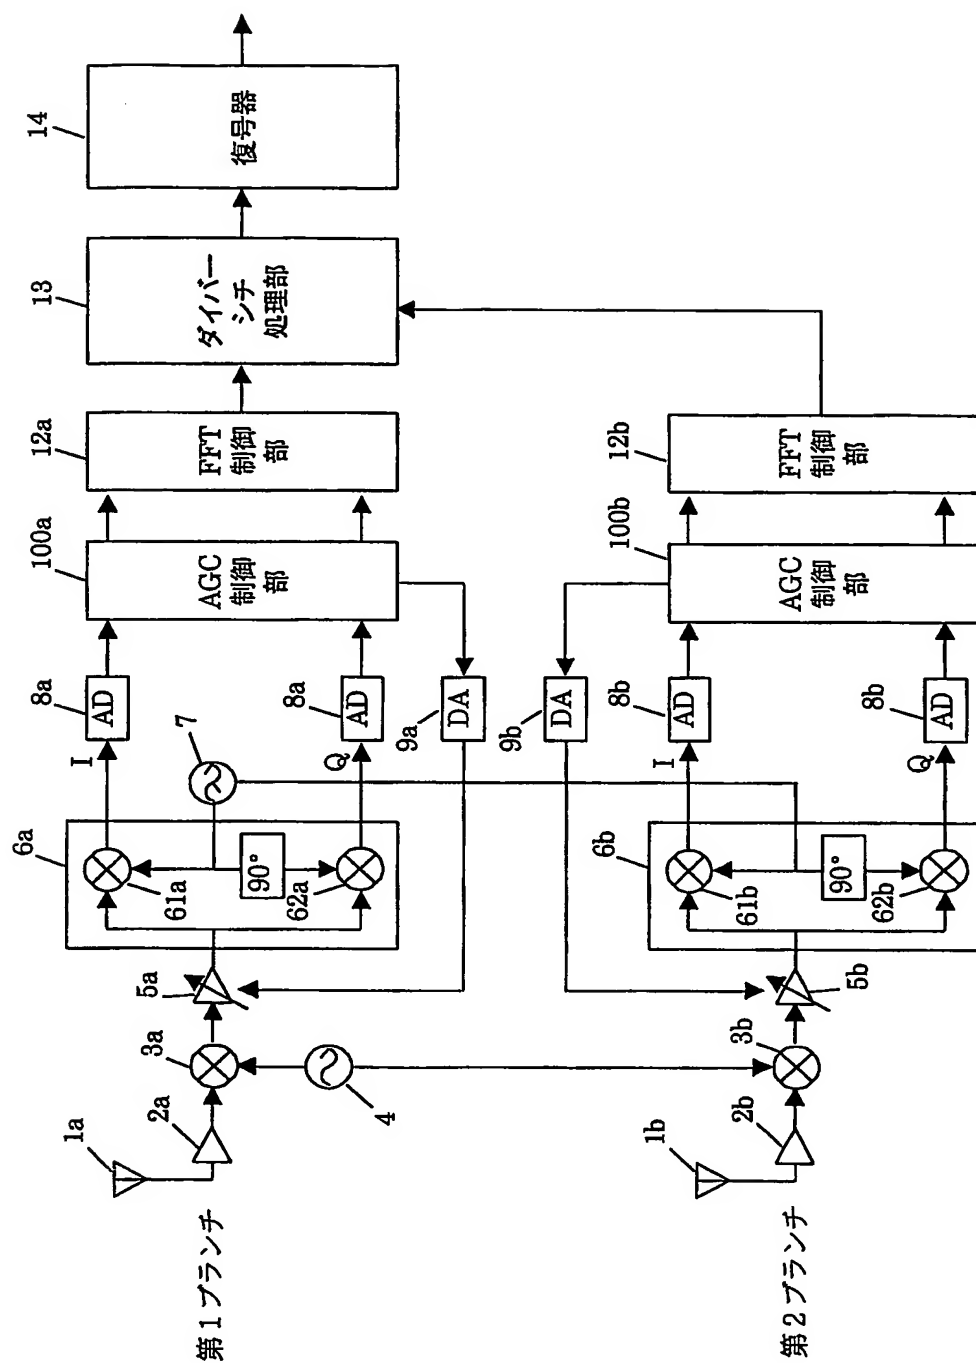 第1ブランチ
1a
2a
3a
4
5a
6a
61a
90°
62a
7
I
Q
8a
AD
8a
AD
9a
DA
100a
AGC
制御
部
12a
FFT
制御
部
13
ダイバー
シチ
処理部
14
復号器
第2ブランチ
1b
2b
3b
5b
6b
61b
90°
62b
I
Q
9b
DA
8b
AD
8b
AD
100b
AGC
制御
部
12b
FFT
制御
部